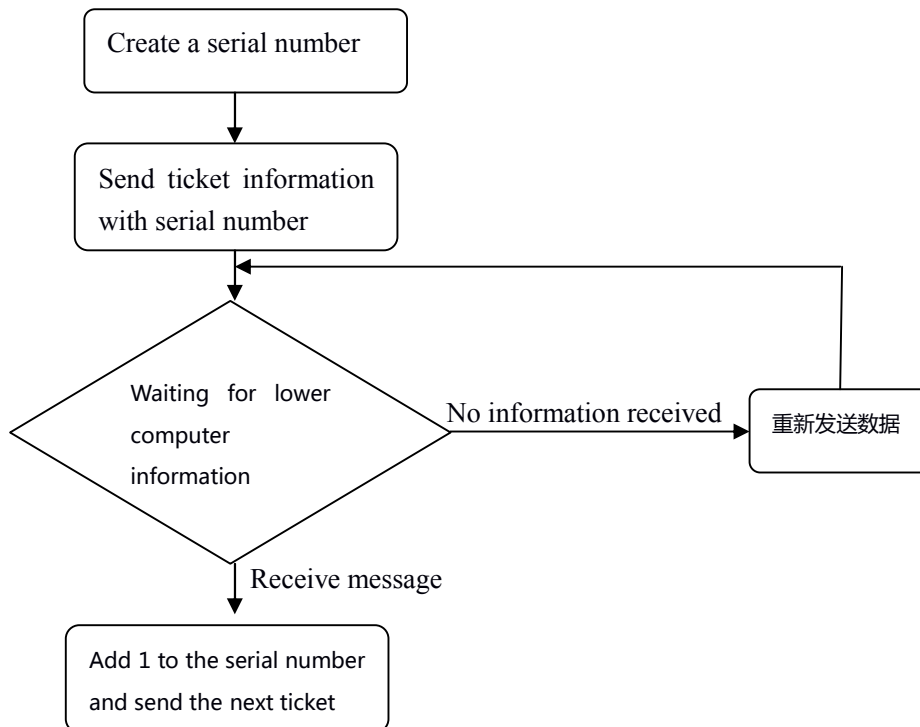 Create a serial number
Send ticket information
with serial number
Waiting for lower
computer
information
No information received
重新发送数据
Receive message
Add 1 to the serial number
and send the next ticket